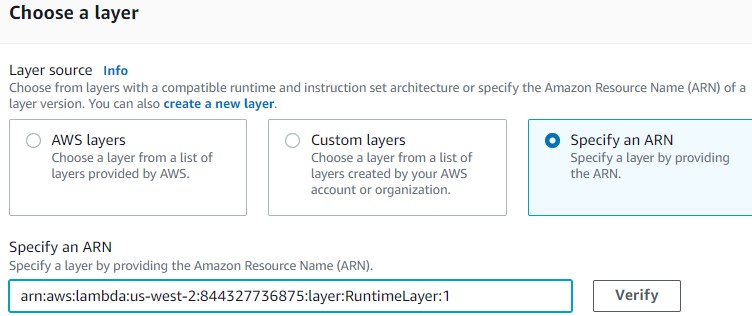 Choose a layer
Layer source Info
Choose from layers with a compatible runtime and instruction set architecture or specify the Amazon Resource Name (ARN) of a
layer version. You can also create a new layer.
AWS layers
Choose a layer from a list of
layers provided by AWS.
Custom layers
Choose a layer from a list of
layers created by your AWS
account or organization.
Specify an ARN
Specify a layer by providing
the ARN.
Specify an ARN
Specify a layer by providing the Amazon Resource Name (ARN).
arn:aws:lambda:us-west-2:844327736875:layer:RuntimeLayer:1
Verify